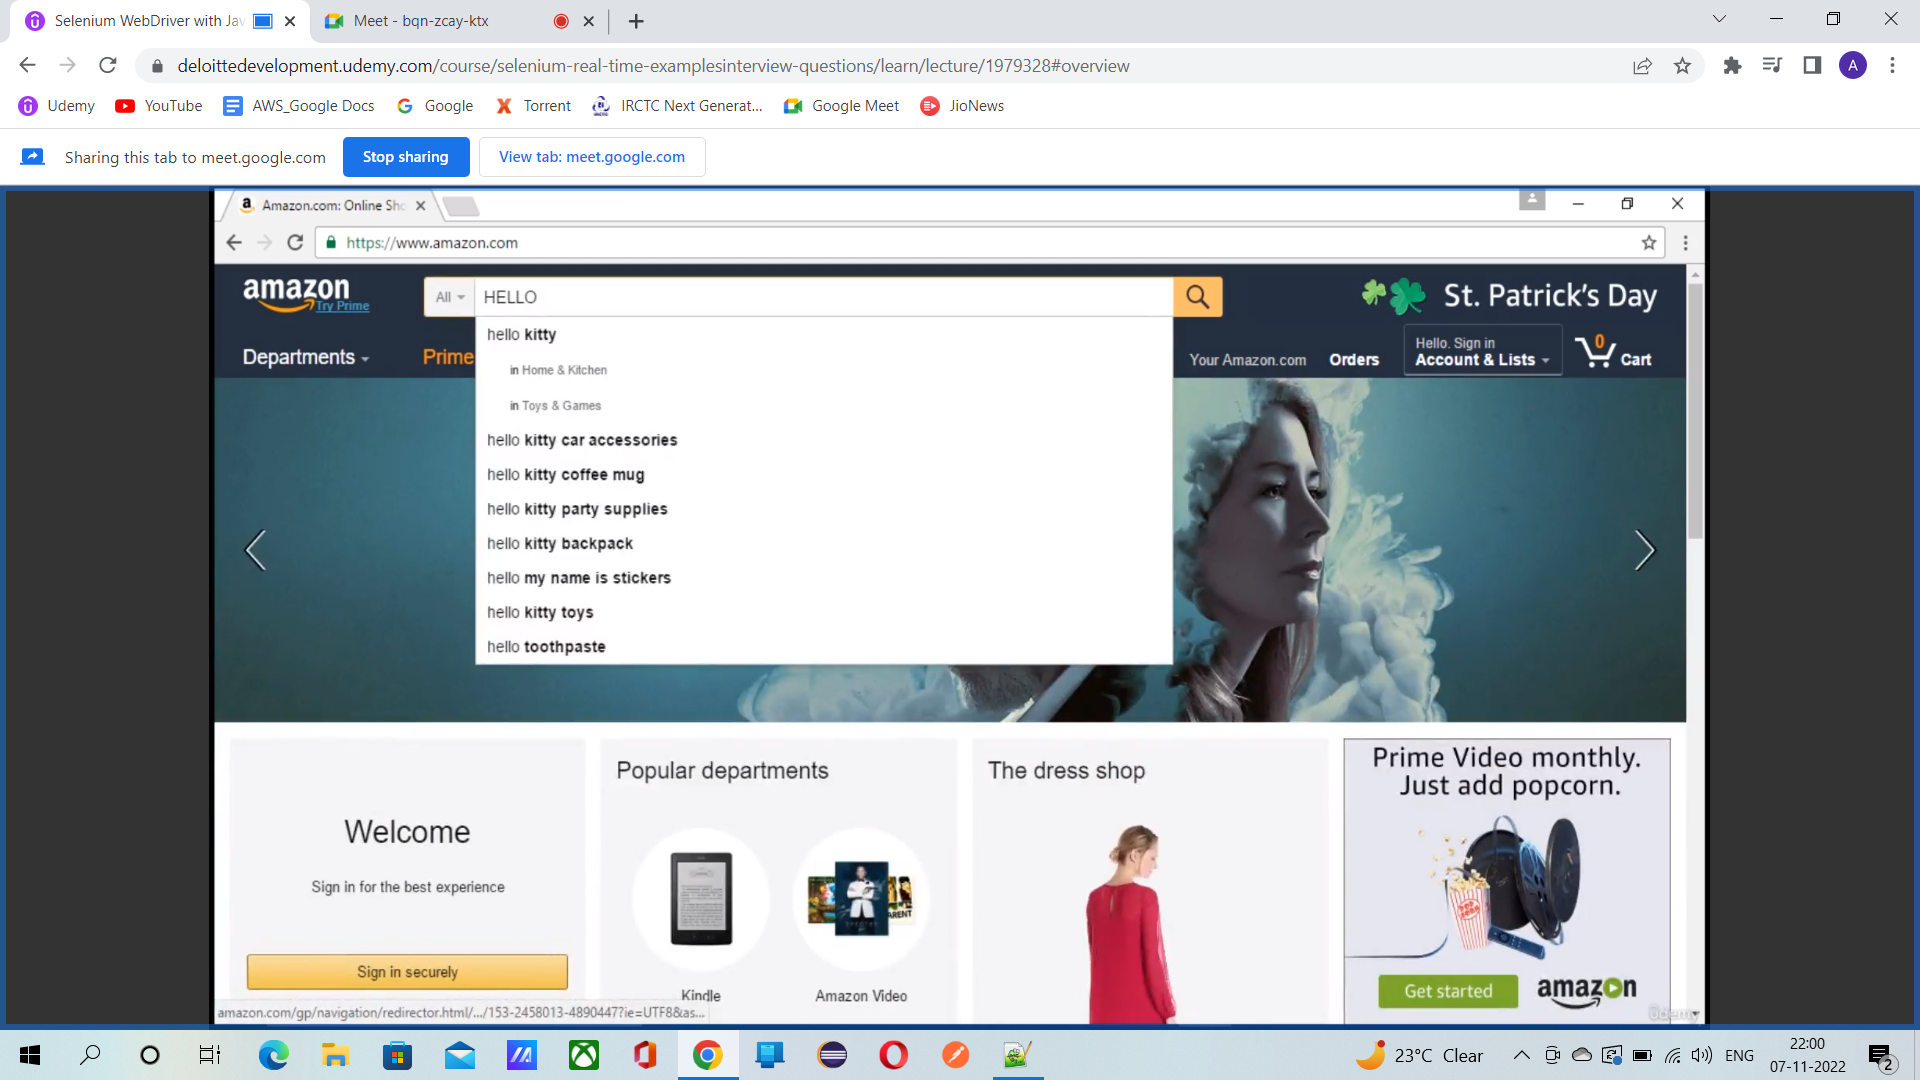 Selenium WebDriver with Jav
Meet - bqn-zcay-ktx
deloittedevelopment.udemy.com/course/selenium-real-time-examplesinterview-questions/learn/lecture/1979328#overview
A
Udemy
YouTube
AWS_Google Docs
Google
Torrent
IRCTC Next Generat...
Google Meet
JioNews
Sharing this tab to meet.google.com
Stop sharing
View tab: meet.google.com
Amazon.com: Online Sho
https://www.amazon.com
amazon
Try Prime
All
HELLO
St. Patrick's Day
hello kitty
in Home & Kitchen
in Toys & Games
hello kitty car accessories
hello kitty coffee mug
hello kitty party supplies
hello kitty backpack
hello my name is stickers
hello kitty toys
hello toothpaste
Departments
Prime
Your Amazon.com
Orders
Hello. Sign in
Account & Lists
0
Cart
Welcome
Sign in for the best experience
Sign in securely
Popular departments
Kindle
Amazon Video
The dress shop
Prime Video monthly.
Just add popcorn.
Get started
amazon
Udemy
amazon.com/gp/navigation/redirector.html/.../153-2458013-4890447?ie=UTF8&as...
23°C Clear
ENG
22:00
07-11-2022
2